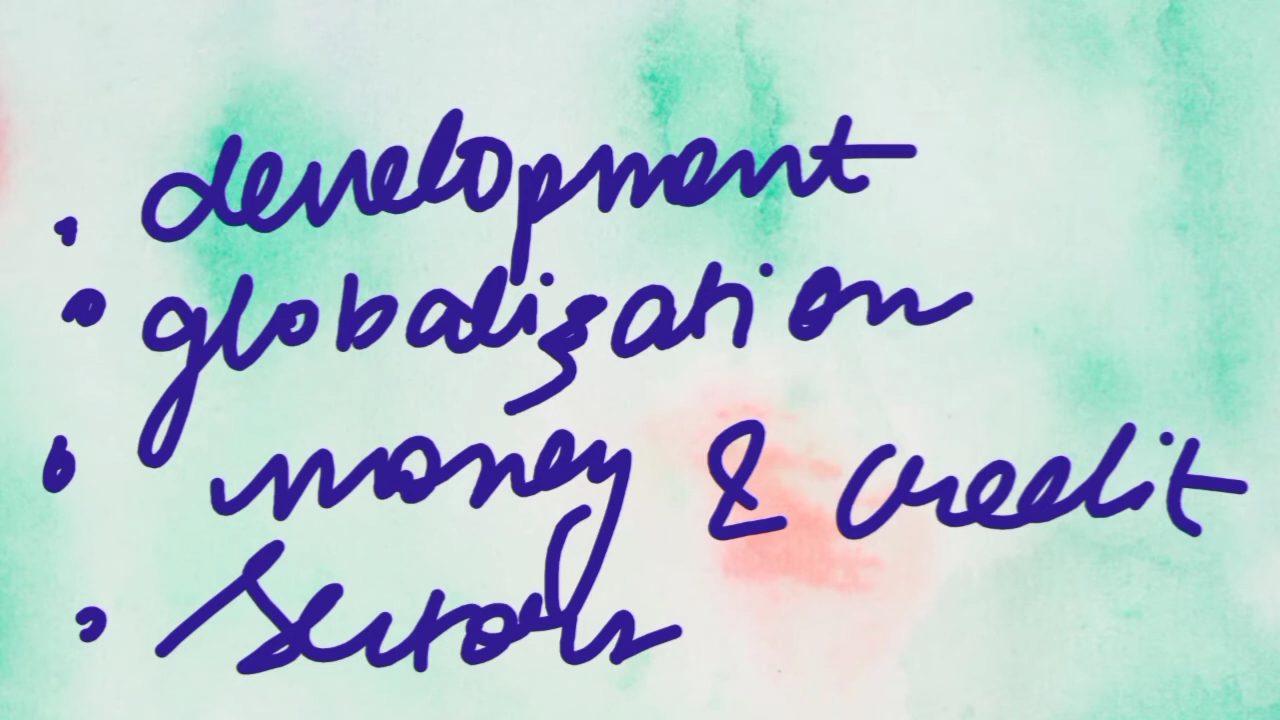 • development
• globalization
• money & credit
• Sectors